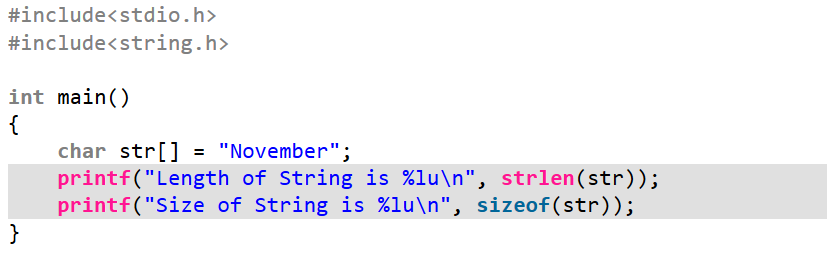 #include<stdio.h>
#include<string.h>
int main()
{
    char str[] = "November";
    printf("Length of String is %lu\n", strlen(str));
    printf("Size of String is %lu\n", sizeof(str));
}